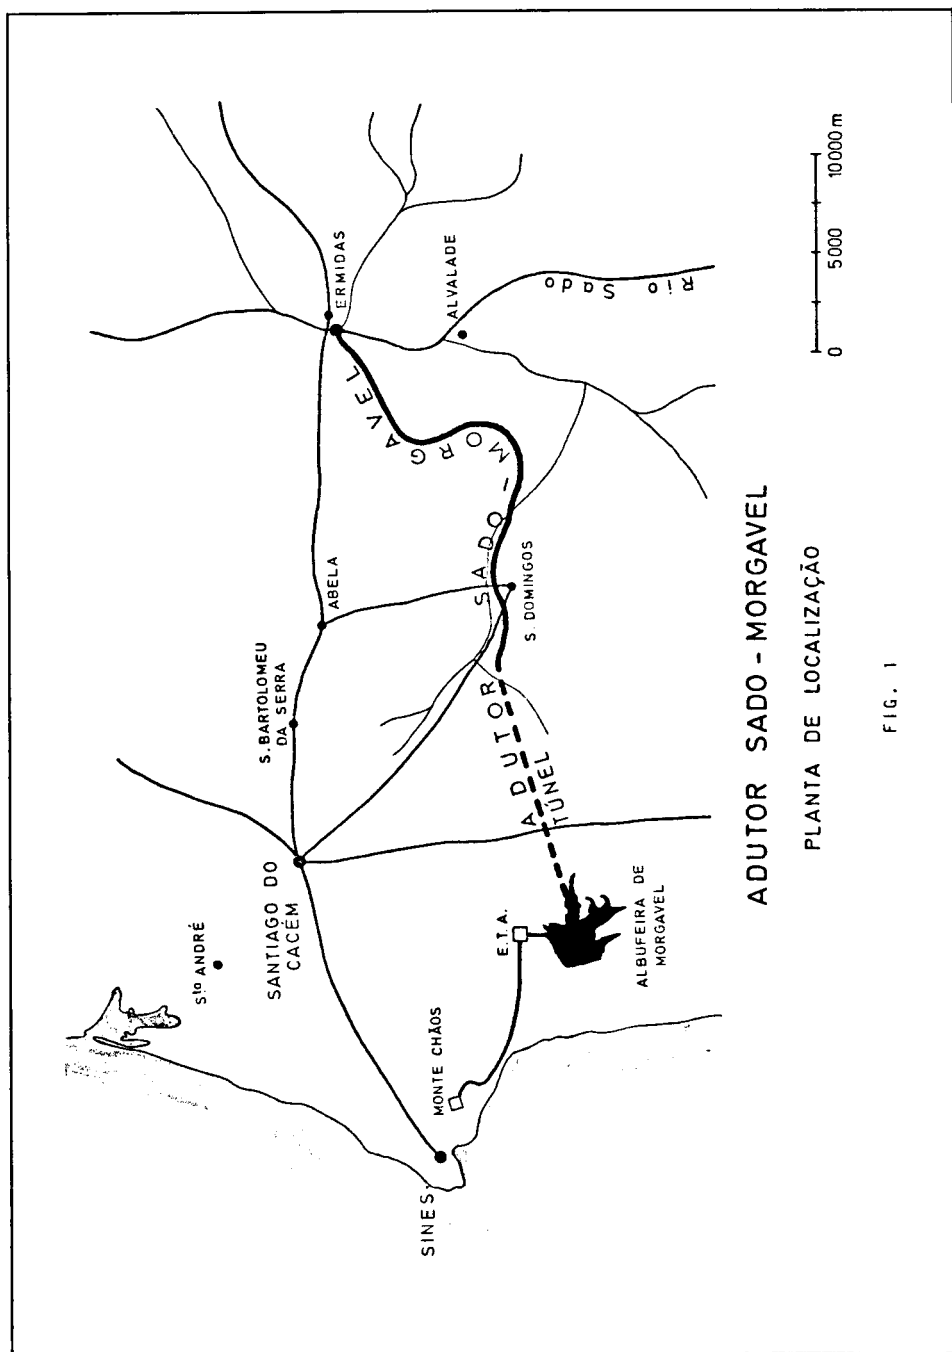 Sta ANDRÉ
SANTIAGO DO
CACÉM
S. BARTOLOMEU
DA SERRA
ABELA
ERMIDAS
ALVALADE
Rio Sado
SINES
MONTE CHÃOS
E.T.A.
ALBUFEIRA DE
MORGAVEL
ADUTOR SADO - MORGAVEL
TÚNEL
S. DOMINGOS
0 5000 10000 m
ADUTOR SADO - MORGAVEL
PLANTA DE LOCALIZAÇÃO
FIG. 1